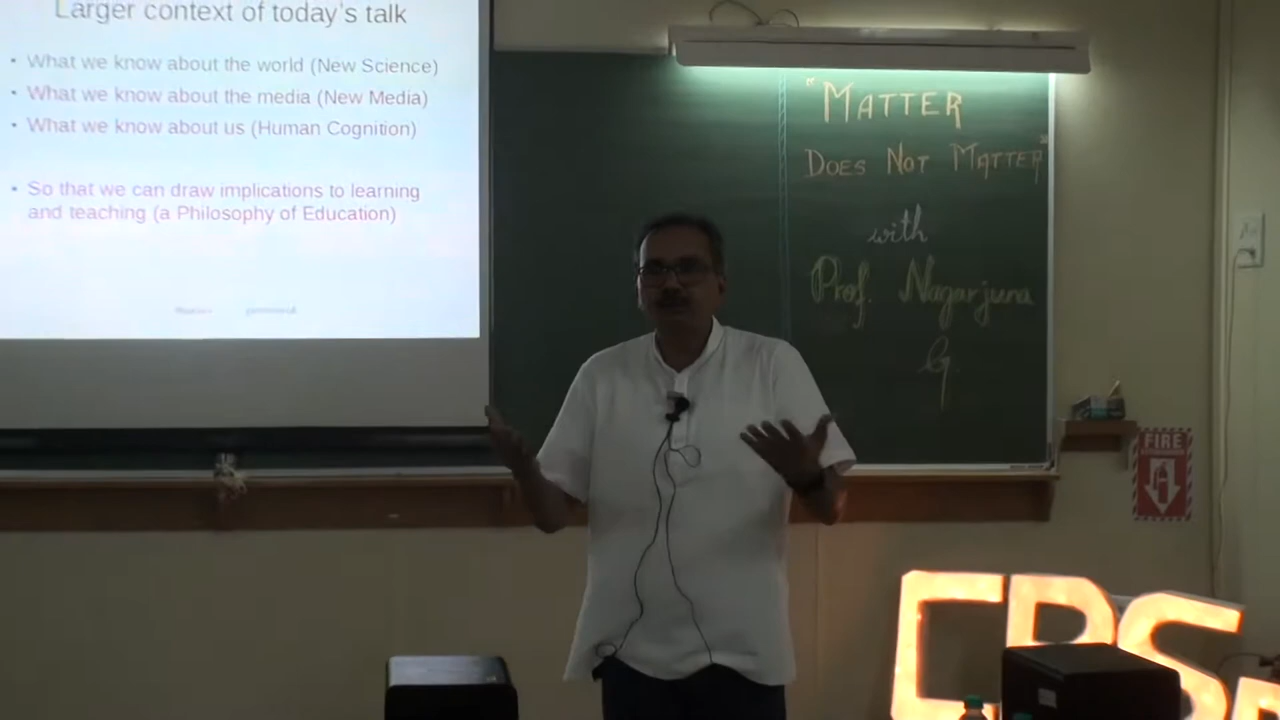 Larger context of today's talk
• What we know about the world (New Science)
• What we know about the media (New Media)
• What we know about us (Human Cognition)
• So that we can draw implications to learning
and teaching (a Philosophy of Education)
"MATTER
DOES NOT MATTER"
with
Prof. Nagarjuna
G.
FIRE